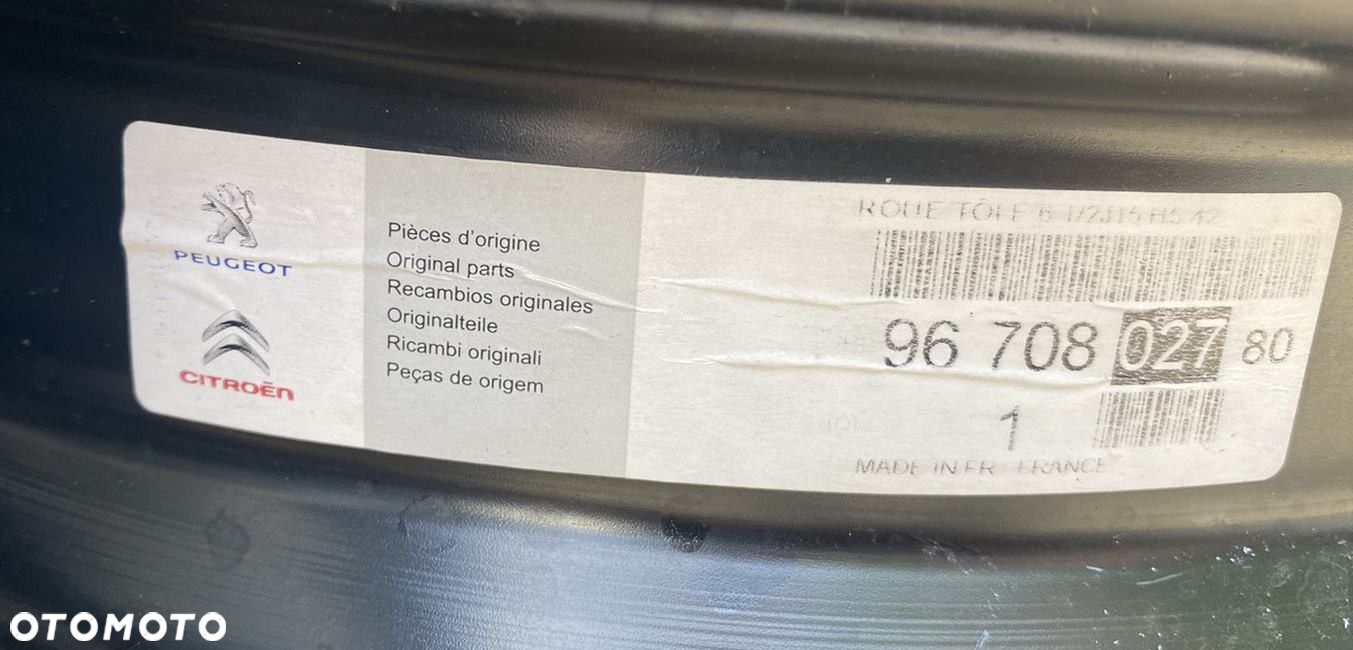 PEUGEOT
CITROËN
Pièces d'origine
Original parts
Recambios originales
Originalteile
Ricambi originali
Peças de origem
ROUE TOLE 6 1/2J15 H5 42
96 708 027 80
1
MADE IN FR FRANCE
OTOMOTO